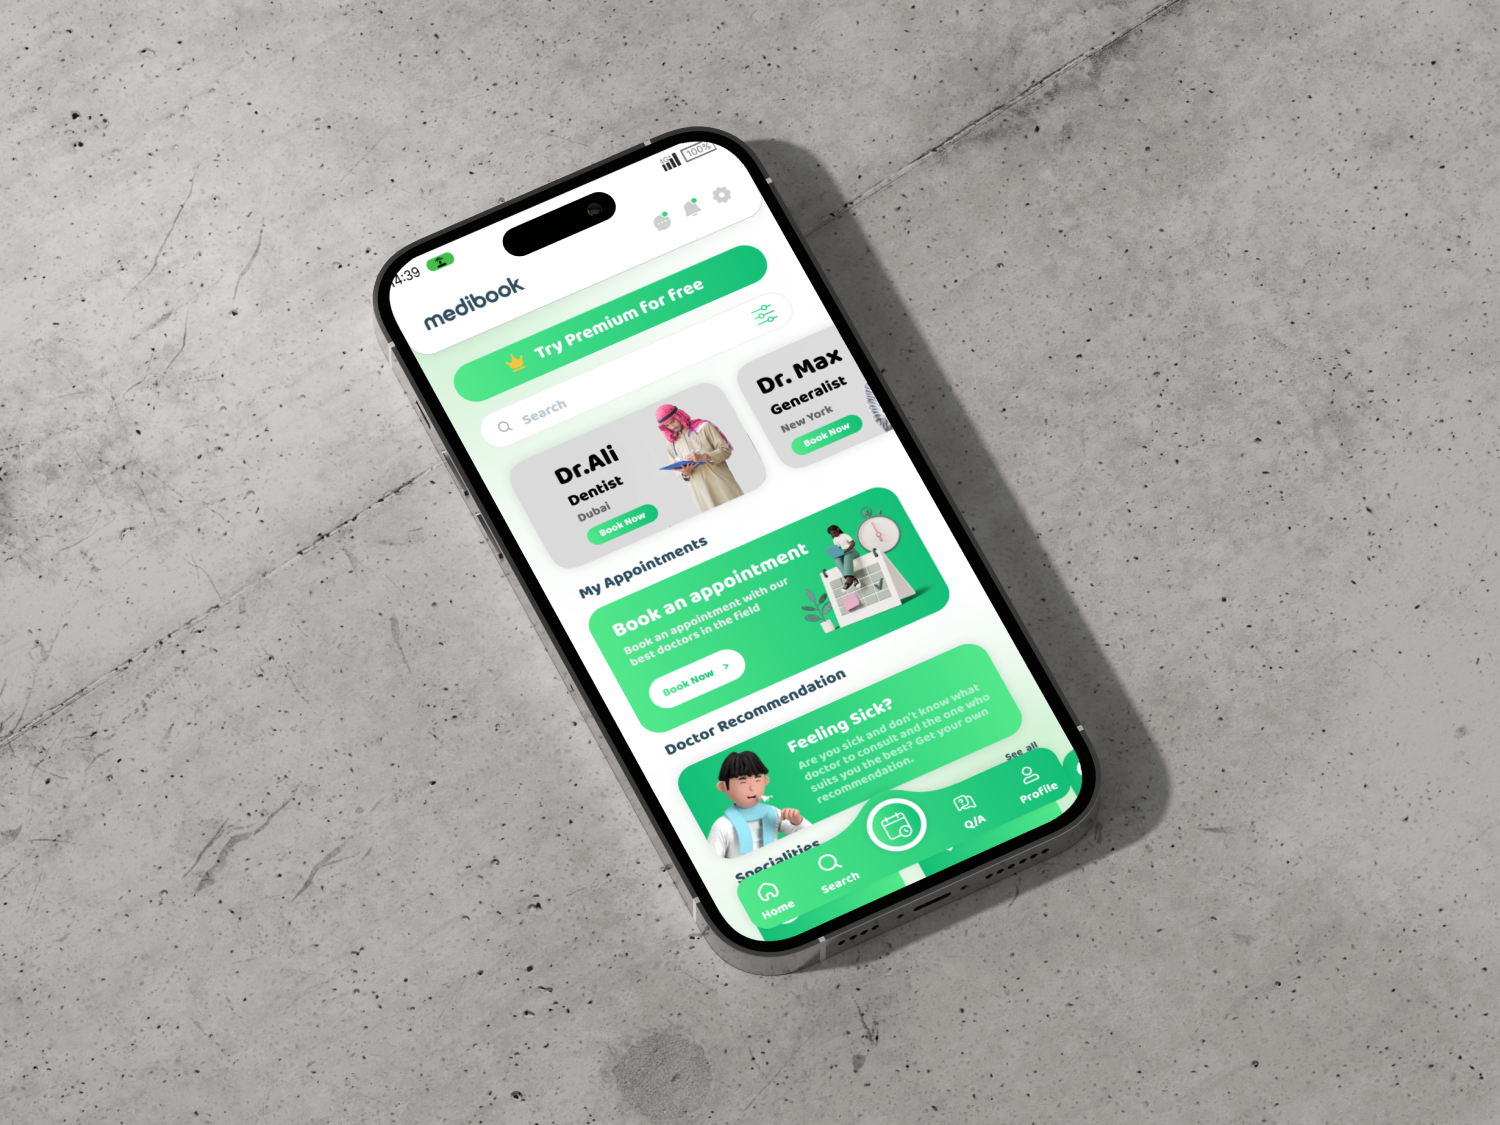 4:39
100%
medibook
Try Premium for free
Search
Dr.Ali
Dentist
Dubai
Book Now
Dr. Max
Generalist
New York
Book Now
My Appointments
Book an appointment
Book an appointment with our
best doctors in the field
Book Now >
Doctor Recommendation
Feeling Sick?
Are you sick and don't know what
doctor to consult and the one who
suits you the best? Get your own
recommendation.
See all
Specialities
Home
Search
Q/A
Profile